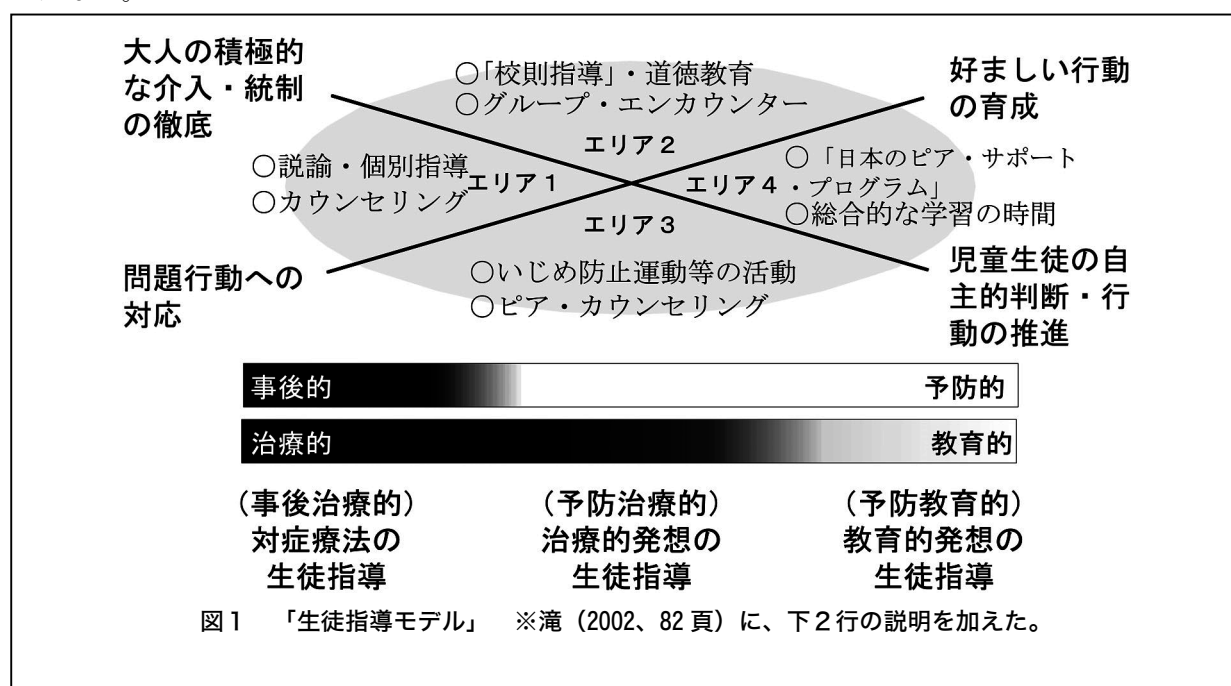 大人の積極的
な介入・統制
の徹底
○「校則指導」・道徳教育
○グループ・エンカウンター
好ましい行動
の育成
エリア２
○説諭・個別指導
○カウンセリング
エリア１
エリア４
○「日本のピア・サポート
・プログラム」
○総合的な学習の時間
エリア３
問題行動への
対応
○いじめ防止運動等の活動
○ピア・カウンセリング
児童生徒の自
主的判断・行
動の推進
事後的 予防的
治療的 教育的
（事後治療的） （予防治療的） （予防教育的）
対症療法の 治療的発想の 教育的発想の
生徒指導 生徒指導 生徒指導
図１　「生徒指導モデル」　※滝（2002、82頁）に、下２行の説明を加えた。